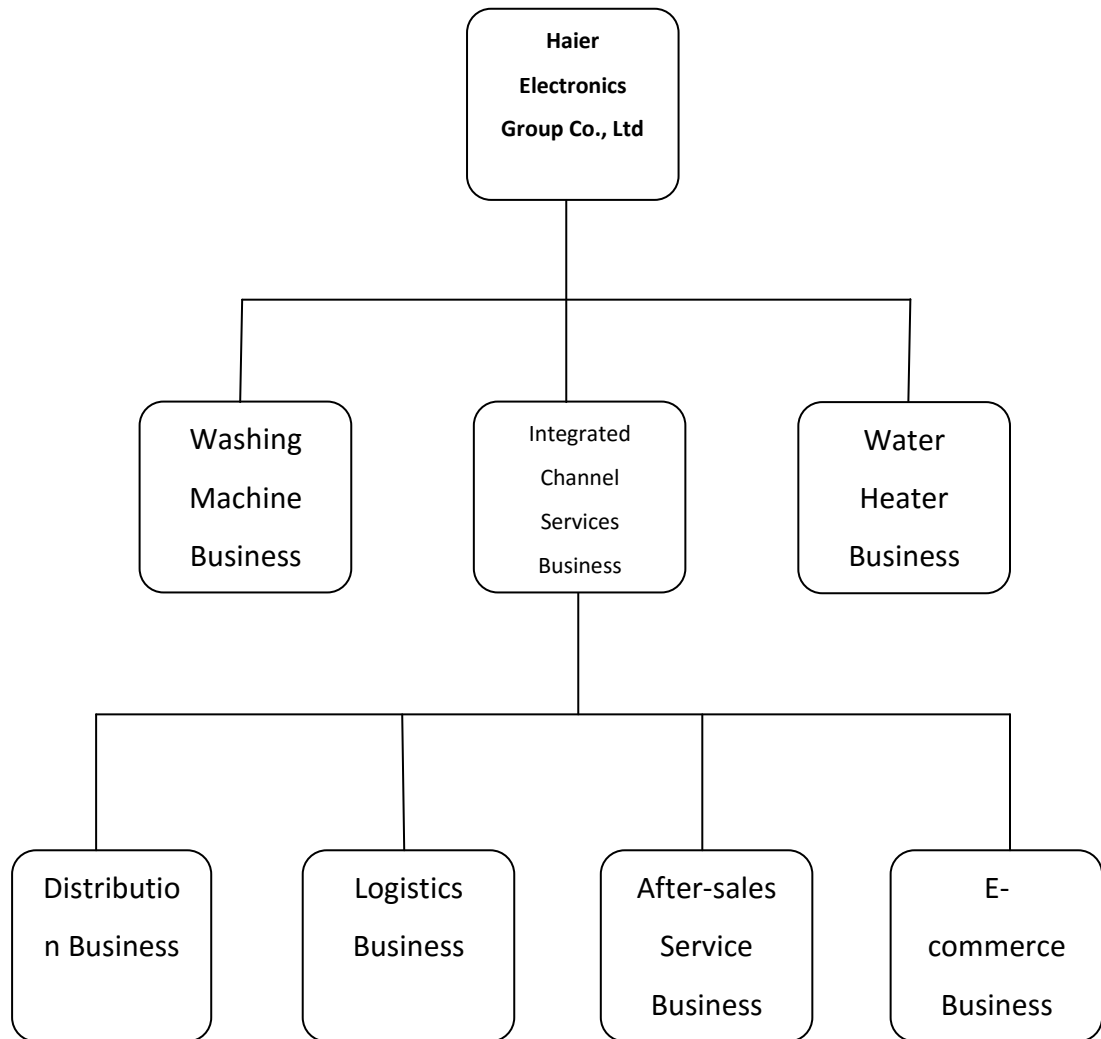 Haier
Electronics
Group Co., Ltd
Washing
Machine
Business
Integrated
Channel
Services
Business
Water
Heater
Business
Distributio
n Business
Logistics
Business
After-sales
Service
Business
E-
commerce
Business